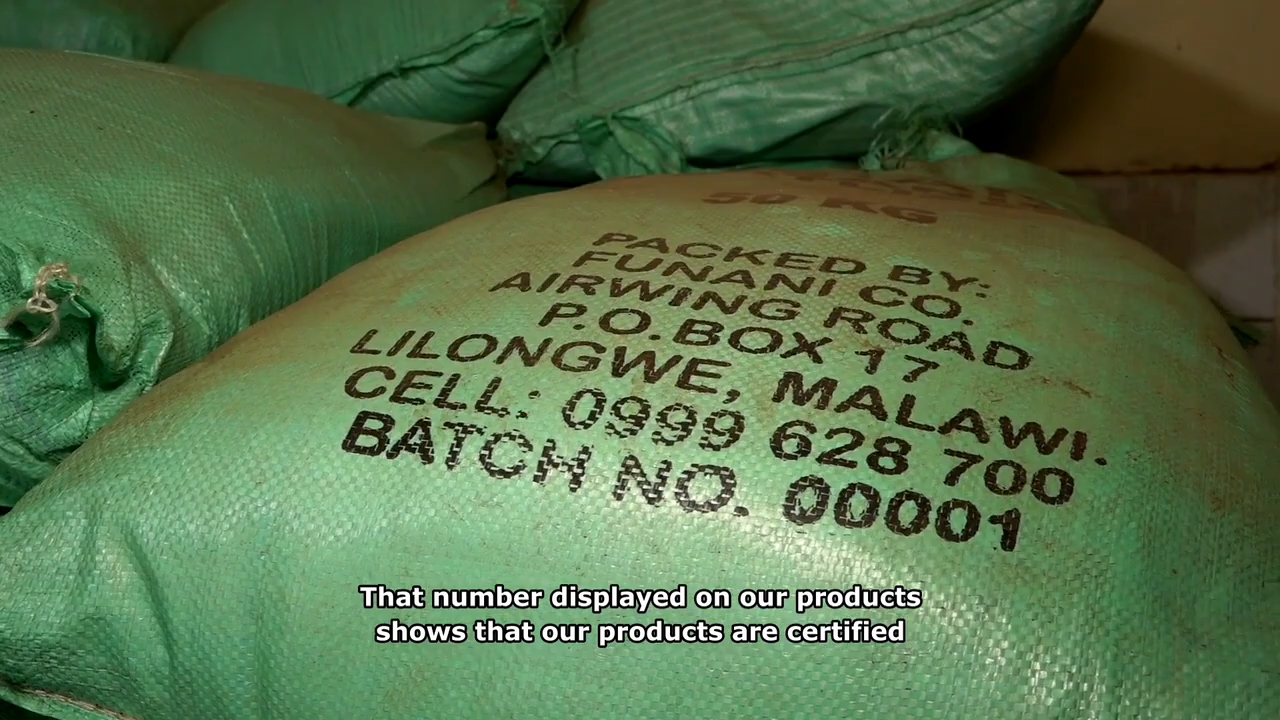 50 KG
PACKED BY:
FUNANI CO.
AIRWING ROAD
P.O.BOX 17
LILONGWE, MALAWI.
CELL: 0999 628 700
BATCH NO. 00001
That number displayed on our products
shows that our products are certified